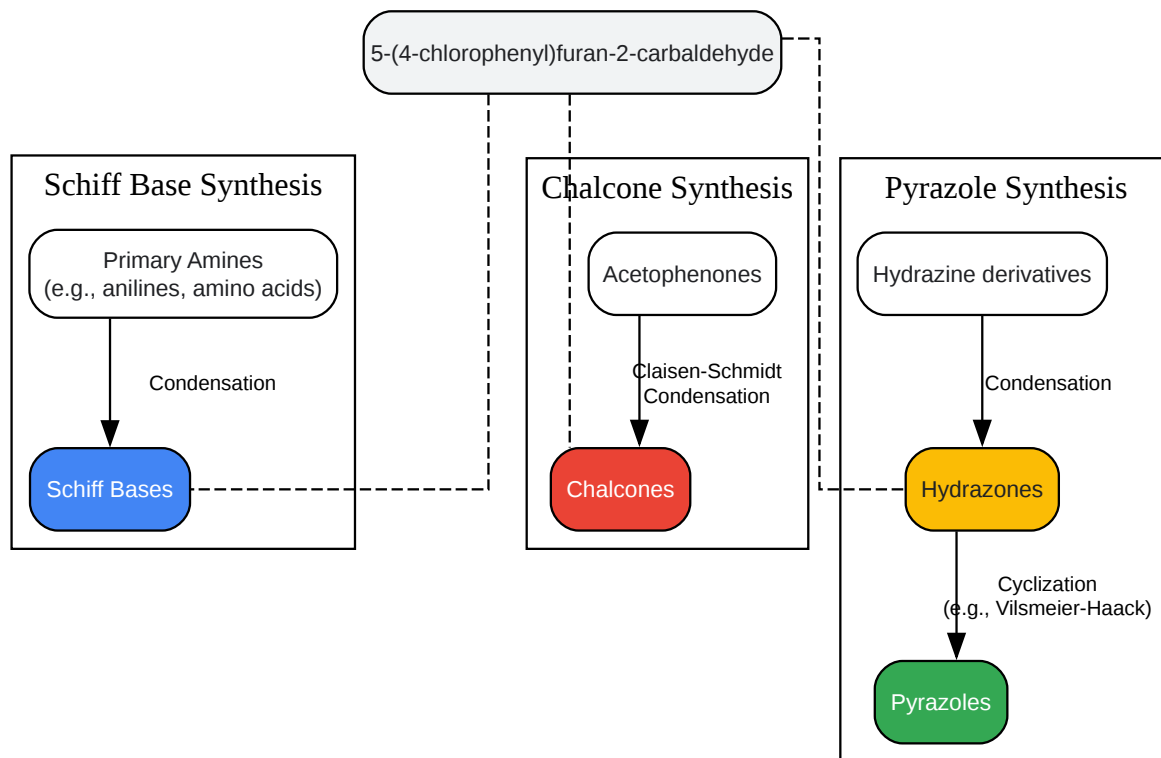 5-(4-chlorophenyl)furan-2-carbaldehyde
Schiff Base Synthesis
Primary Amines
(e.g., anilines, amino acids)
Condensation
Schiff Bases
Chalcone Synthesis
Acetophenones
Claisen-Schmidt
Condensation
Chalcones
Pyrazole Synthesis
Hydrazine derivatives
Condensation
Hydrazones
Cyclization
(e.g., Vilsmeier-Haack)
Pyrazoles